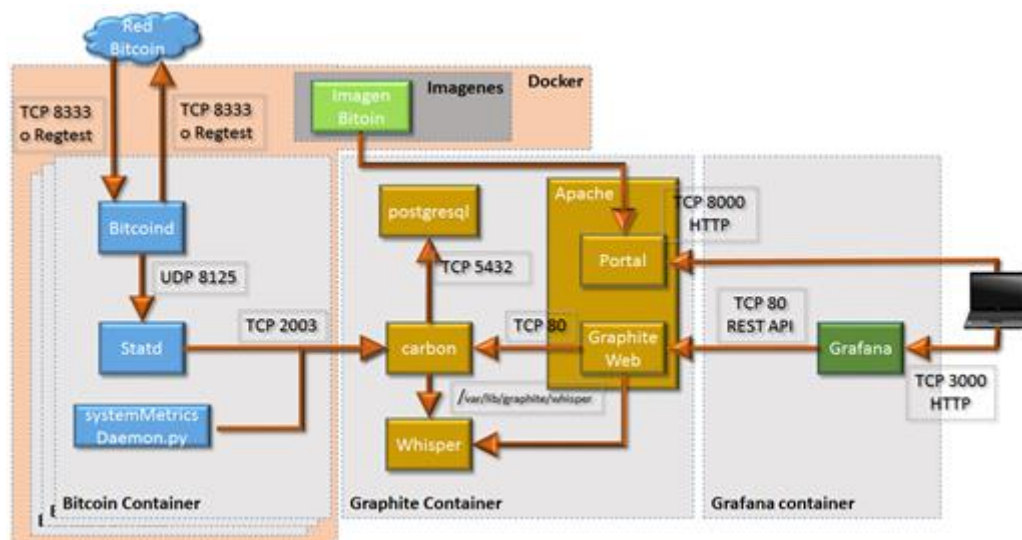 Red
Bitcoin
Imagenes
Docker
Imagen
Bitoin
TCP 8333
o Regtest
TCP 8333
o Regtest
Apache
postgresql
TCP 8000
HTTP
Bitcoind
Portal
TCP 5432
UDP 8125
TCP 2003
TCP 80
TCP 80
REST API
Statd
carbon
Graphite
Web
Grafana
/var/lib/graphite/whisper
TCP 3000
HTTP
systemMetrics
Daemon.py
Whisper
Bitcoin Container
Graphite Container
Grafana container